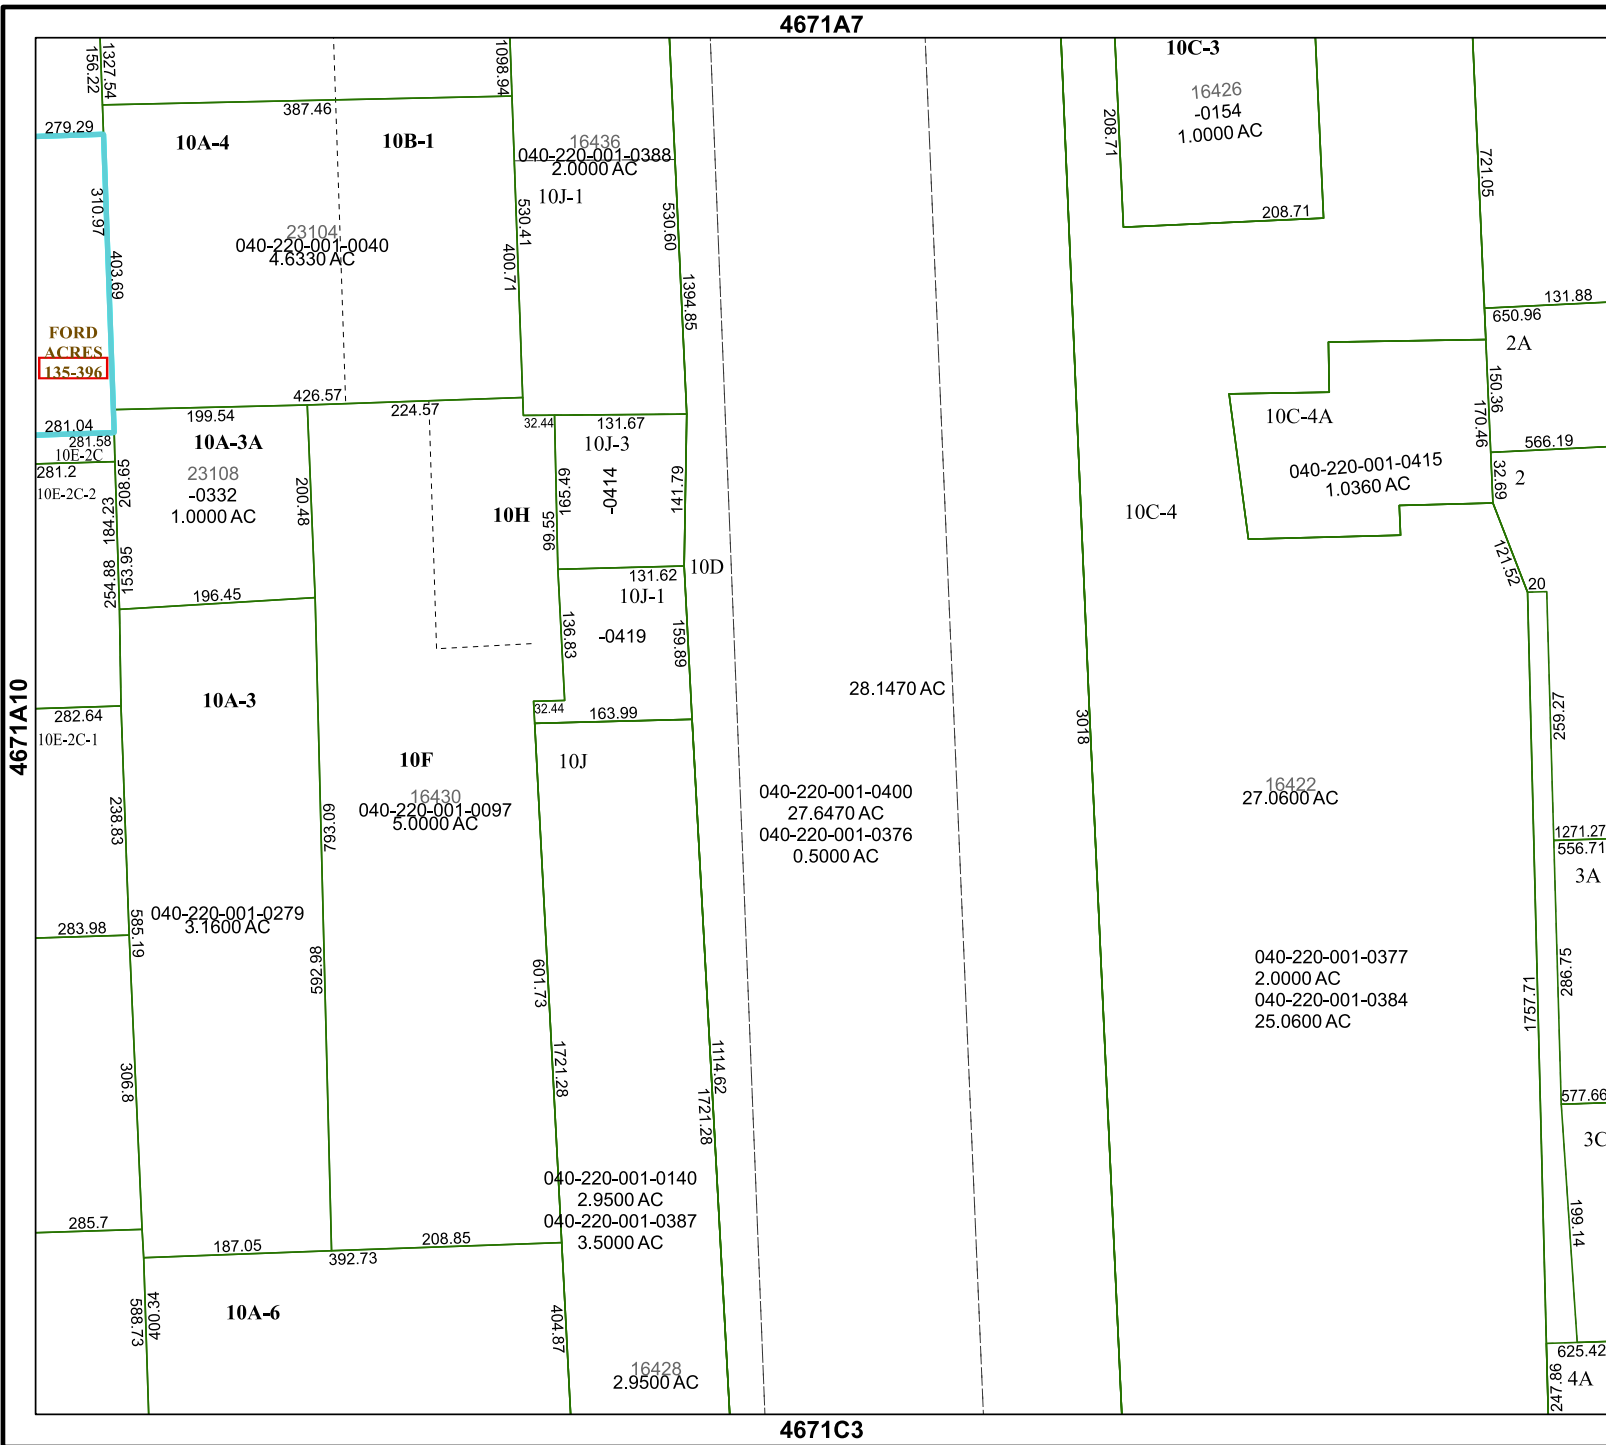 4671A7
156.22
1327.54
1098.94
387.46
279.29
10A-4
10B-1
16436
040-220-001-0388
2.0000 AC
10J-1
10C-3
16426
-0154
1.0000 AC
208.71
208.71
721.05
310.97
403.69
23104
040-220-001-0040
4.6330 AC
530.41
400.71
530.60
1394.85
131.88
650.96
2A
FORD
ACRES
135-396
150.36
170.46
426.57
199.54
224.57
32.44
131.67
281.04
281.58
10E-2C
281.2
10E-2C-2
10A-3A
23108
-0332
1.0000 AC
208.65
184.23
153.95
254.88
200.48
10H
10J-3
165.49
99.55
-0414
141.79
10C-4A
040-220-001-0415
1.0360 AC
566.19
32.69
2
10C-4
121.52
20
196.45
131.62
10D
10J-1
136.83
-0419
159.89
4671A10
282.64
10E-2C-1
10A-3
32.44
163.99
28.1470 AC
3018
259.27
10F
10J
16430
040-220-001-0097
5.0000 AC
238.83
793.09
040-220-001-0400
27.6470 AC
040-220-001-0376
0.5000 AC
16422
27.0600 AC
1271.27
556.71
3A
283.98
585.19
040-220-001-0279
3.1600 AC
592.98
601.73
040-220-001-0377
2.0000 AC
040-220-001-0384
25.0600 AC
286.75
1757.71
306.8
1721.28
1114.62
1721.28
577.66
3C
040-220-001-0140
2.9500 AC
040-220-001-0387
3.5000 AC
285.7
187.05
392.73
208.85
199.14
588.73
400.34
10A-6
404.87
16428
2.9500 AC
625.42
247.86
4A
4671C3